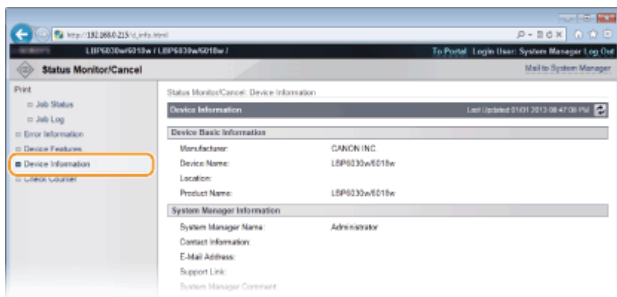 http://192.168.0.215/d_info.html
LBP6030w/6018w / LBP6030w/6018w /
To Portal Login User: System Manager Log Out
Status Monitor/Cancel
Mail to System Manager
Print
Job Status
Job Log
Error Information
Device Features
Device Information
Check Counter
Status Monitor/Cancel: Device Information
Device Information
Last Updated 01/01 2013 08:47:08 PM
Device Basic Information
Manufacturer: CANON INC.
Device Name: LBP6030w/6018w
Location:
Product Name: LBP6030w/6018w
System Manager Information
System Manager Name: Administrator
Contact Information:
E-Mail Address:
Support Link:
System Manager Comment